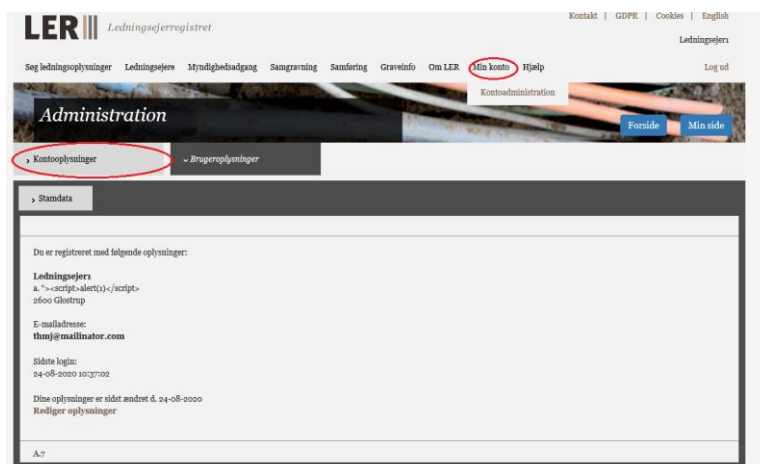 Kontakt | GDPR | Cookies | English
LER Ledningsejerregistret
Ledningsejer1
Søg ledningsoplysninger Ledningsejere Myndighedsadgang Samgravning Samføring Graveinfo Om LER Min konto Hjælp Log ud
Kontoadministration
Administration
Forside Min side
› Kontooplysninger ⌄ Brugeroplysninger
› Stamdata
Du er registreret med følgende oplysninger:
Ledningsejer1
a. "><script>alert(1)</script>
2600 Glostrup
E-mailadresse:
thmj@mailinator.com
Sidste login:
24-08-2020 10:37:02
Dine oplysninger er sidst ændret d. 24-08-2020
Rediger oplysninger
A.7